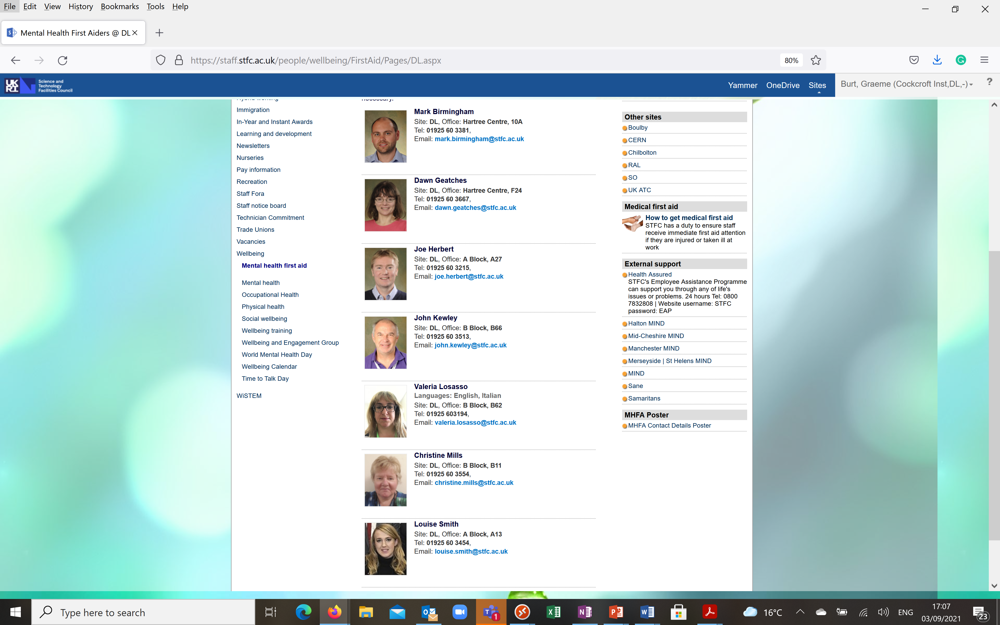 File Edit View History Bookmarks Tools Help
Mental Health First Aiders @ DL
https://staff.stfc.ac.uk/people/wellbeing/FirstAid/Pages/DL.aspx
80%
UK
RI
Science and
Technology
Facilities Council
Yammer OneDrive Sites
Burt, Graeme (Cockcroft Inst,DL,-)
?
Hybrid working
Immigration
In-Year and Instant Awards
Learning and development
Newsletters
Nurseries
Pay information
Recreation
Staff Fora
Staff notice board
Technician Commitment
Trade Unions
Vacancies
Wellbeing
Mental health first aid
Mental health
Occupational Health
Physical health
Social wellbeing
Wellbeing training
Wellbeing and Engagement Group
World Mental Health Day
Wellbeing Calendar
Time to Talk Day
WiSTEM
necessary.
Mark Birmingham
Site: DL, Office: Hartree Centre, 10A
Tel: 01925 60 3381,
Email: mark.birmingham@stfc.ac.uk
Dawn Geatches
Site: DL, Office: Hartree Centre, F24
Tel: 01925 60 3667,
Email: dawn.geatches@stfc.ac.uk
Joe Herbert
Site: DL, Office: A Block, A27
Tel: 01925 60 3215,
Email: joe.herbert@stfc.ac.uk
John Kewley
Site: DL, Office: B Block, B66
Tel: 01925 60 3513,
Email: john.kewley@stfc.ac.uk
Valeria Losasso
Languages: English, Italian
Site: DL, Office: B Block, B62
Tel: 01925 603194,
Email: valeria.losasso@stfc.ac.uk
Christine Mills
Site: DL, Office: B Block, B11
Tel: 01925 60 3554,
Email: christine.mills@stfc.ac.uk
Louise Smith
Site: DL, Office: A Block, A13
Tel: 01925 60 3454,
Email: louise.smith@stfc.ac.uk
Other sites
Boulby
CERN
Chilbolton
RAL
SO
UK ATC
Medical first aid
How to get medical first aid
STFC has a duty to ensure staff
receive immediate first aid attention
if they are injured or taken ill at
work
External support
Health Assured
STFC's Employee Assistance Programme
can support you through any of life's
issues or problems. 24 hours Tel: 0800
7832808 | Website username: STFC
password: EAP
Halton MIND
Mid-Cheshire MIND
Manchester MIND
Merseyside | St Helens MIND
MIND
Sane
Samaritans
MHFA Poster
MHFA Contact Details Poster
Type here to search
1
16°C
ENG
17:07
03/09/2021
23